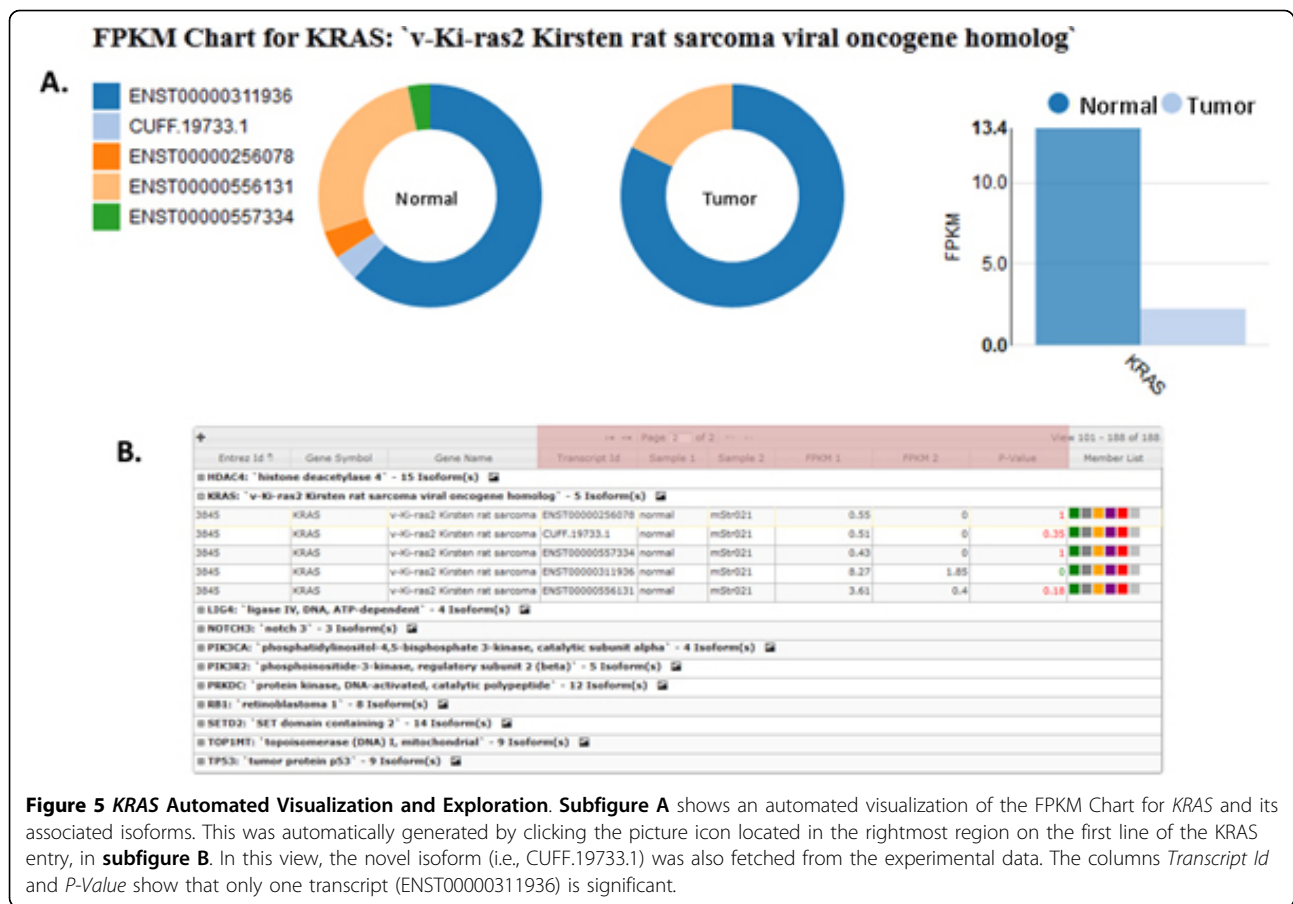 FPKM Chart for KRAS: `v-Ki-ras2 Kirsten rat sarcoma viral oncogene homolog`
A.
ENST00000311936
CUFF.19733.1
ENST00000256078
ENST00000556131
ENST00000557334
Normal
Tumor
Normal Tumor
13.4
10.0
5.0
0.0
FPKM
KRAS
B.
Page 2 of 2 View 101 - 188 of 188
Entrez Id Gene Symbol Gene Name Transcript Id Sample 1 Sample 2 FPKM 1 FPKM 2 P-Value Member List
HDAC4: `histone deacetylase 4` - 15 Isoform(s)
KRAS: `v-Ki-ras2 Kirsten rat sarcoma viral oncogene homolog` - 5 Isoform(s)
3845 KRAS v-Ki-ras2 Kirsten rat sarcoma ENST00000256078 normal mStr021 0.55 0 1
3845 KRAS v-Ki-ras2 Kirsten rat sarcoma CUFF.19733.1 normal mStr021 0.51 0 0.35
3845 KRAS v-Ki-ras2 Kirsten rat sarcoma ENST00000557334 normal mStr021 0.43 0 1
3845 KRAS v-Ki-ras2 Kirsten rat sarcoma ENST00000311936 normal mStr021 8.27 1.85 0
3845 KRAS v-Ki-ras2 Kirsten rat sarcoma ENST00000556131 normal mStr021 3.61 0.4 0.18
LIG4: `ligase IV, DNA, ATP-dependent` - 4 Isoform(s)
NOTCH3: `notch 3` - 3 Isoform(s)
PIK3CA: `phosphatidylinositol-4,5-bisphosphate 3-kinase, catalytic subunit alpha` - 4 Isoform(s)
PIK3R2: `phosphoinositide-3-kinase, regulatory subunit 2 (beta)` - 5 Isoform(s)
PRKDC: `protein kinase, DNA-activated, catalytic polypeptide` - 12 Isoform(s)
RB1: `retinoblastoma 1` - 8 Isoform(s)
SETD2: `SET domain containing 2` - 14 Isoform(s)
TOP1MT: `topoisomerase (DNA) I, mitochondrial` - 9 Isoform(s)
TP53: `tumor protein p53` - 9 Isoform(s)
Figure 5 KRAS Automated Visualization and Exploration. Subfigure A shows an automated visualization of the FPKM Chart for KRAS and its
associated isoforms. This was automatically generated by clicking the picture icon located in the rightmost region on the first line of the KRAS
entry, in subfigure B. In this view, the novel isoform (i.e., CUFF.19733.1) was also fetched from the experimental data. The columns Transcript Id
and P-Value show that only one transcript (ENST00000311936) is significant.